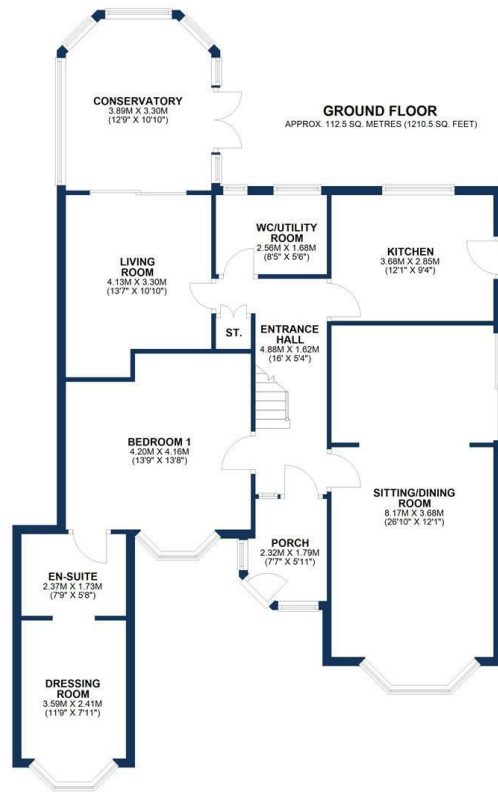 CONSERVATORY
3.89M X 3.30M
(12'9" X 10'10")
GROUND FLOOR
APPROX. 112.5 SQ. METRES (1210.5 SQ. FEET)
WC/UTILITY
ROOM
2.56M X 1.68M
(8'5" X 5'6")
KITCHEN
3.68M X 2.85M
(12'1" X 9'4")
LIVING
ROOM
4.13M X 3.30M
(13'7" X 10'10")
ST.
ENTRANCE
HALL
4.88M X 1.62M
(16' X 5'4")
BEDROOM 1
4.20M X 4.16M
(13'9" X 13'8")
SITTING/DINING
ROOM
8.17M X 3.68M
(26'10" X 12'1")
PORCH
2.32M X 1.79M
(7'7" X 5'11")
EN-SUITE
2.37M X 1.73M
(7'9" X 5'8")
DRESSING
ROOM
3.59M X 2.41M
(11'9" X 7'11")